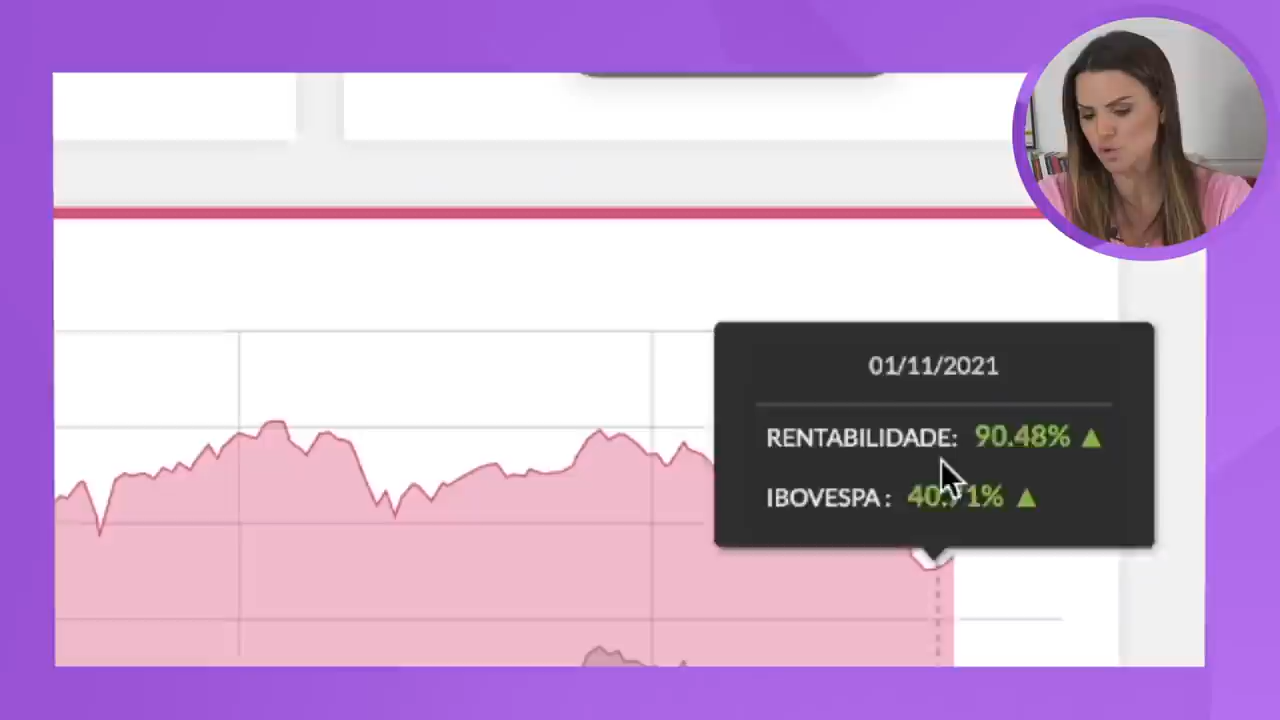 01/11/2021
RENTABILIDADE: 90.48% ▲
IBOVESPA : ▲